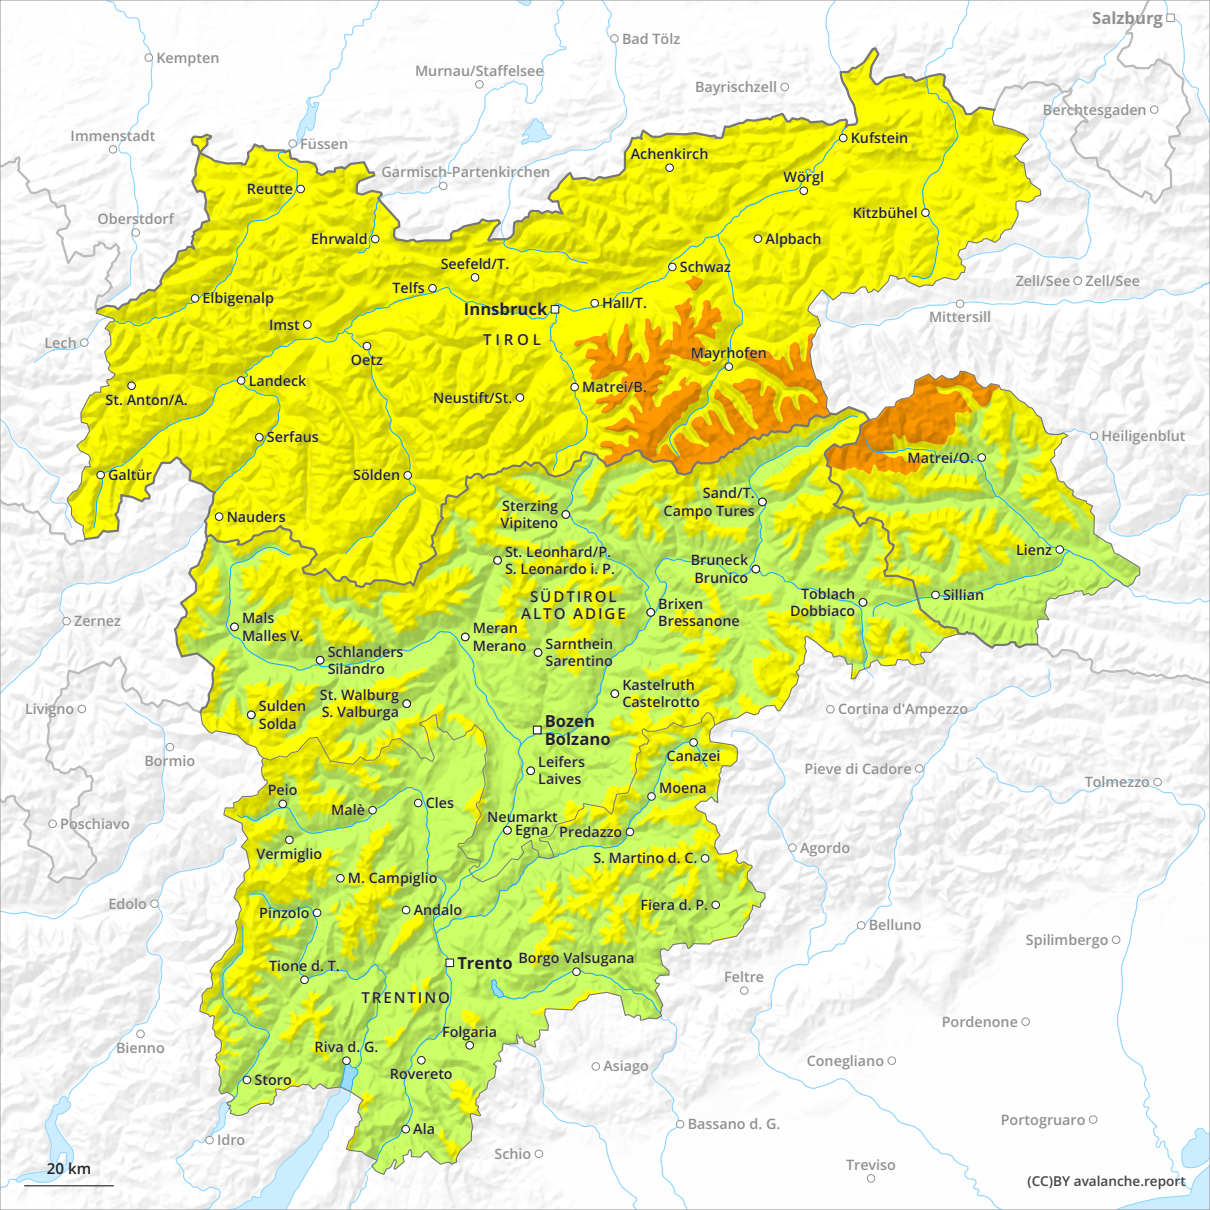 Salzburg
Kempten
Bad Tölz
Murnau/Staffelsee
Bayrischzell
Berchtesgaden
Immenstadt
Füssen
Kufstein
Achenkirch
Garmisch-Partenkirchen
Wörgl
Reutte
Oberstdorf
Kitzbühel
Ehrwald
Alpbach
Seefeld/T.
Schwaz
Zell/See
Zell/See
Telfs
Elbigenalp
Hall/T.
Innsbruck
Mittersill
Imst
TIROL
Lech
Oetz
Mayrhofen
Landeck
Matrei/B.
St. Anton/A.
Neustift/St.
Serfaus
Heiligenblut
Matrei/O.
Galtür
Sölden
Sand/T.
Campo Tures
Sterzing
Vipiteno
Nauders
Lienz
St. Leonhard/P.
S. Leonardo i. P.
Bruneck
Brunico
SÜDTIROL
ALTO ADIGE
Toblach
Dobbiaco
Sillian
Brixen
Bressanone
Zernez
Mals
Malles V.
Meran
Merano
Sarnthein
Sarentino
Schlanders
Silandro
Kastelruth
Castelrotto
St. Walburg
S. Valburga
Livigno
Sulden
Solda
Cortina d'Ampezzo
Bozen
Bolzano
Bormio
Canazei
Leifers
Laives
Pieve di Cadore
Tolmezzo
Peio
Moena
Malè
Cles
Neumarkt
Egna
Predazzo
Poschiavo
Vermiglio
Agordo
S. Martino d. C.
M. Campiglio
Edolo
Pinzolo
Andalo
Fiera d. P.
Belluno
Spilimbergo
Trento
Borgo Valsugana
Tione d. T.
Feltre
TRENTINO
Pordenone
Folgaria
Bienno
Riva d. G.
Conegliano
Asiago
Rovereto
Storo
Portogruaro
Bassano d. G.
Ala
Idro
Schio
Treviso
20 km
(CC)BY avalanche.report